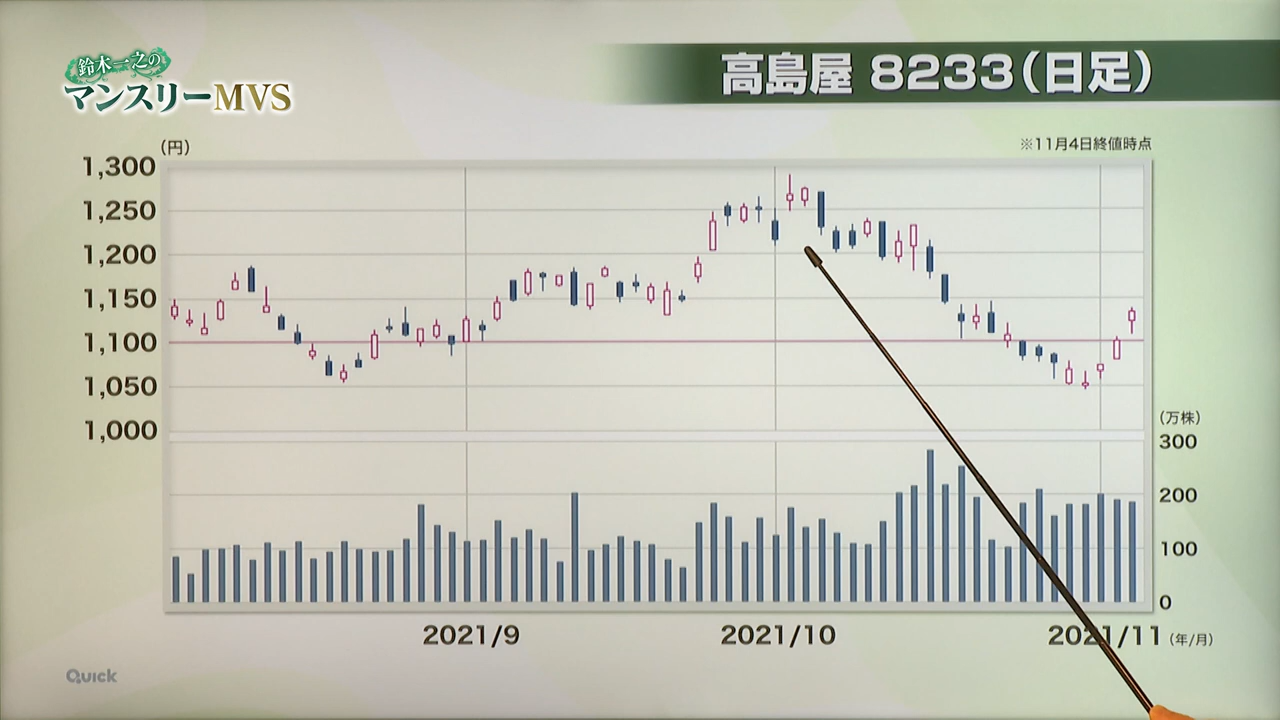 鈴木一之の
マンスリーMVS
高島屋 8233(日足)
(円)
※11月4日終値時点
1,300
1,250
1,200
1,150
1,100
1,050
1,000
(万株)
300
200
100
0
2021/9
2021/10
2021/11
(年/月)
QUICK